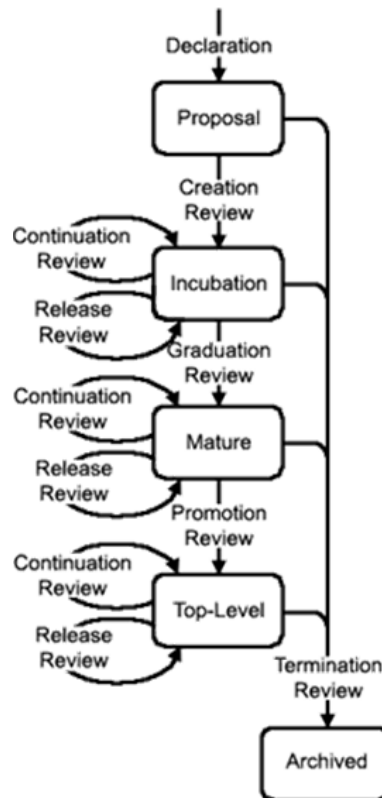 Declaration
Proposal
Creation
Review
Continuation
Review
Incubation
Release
Review
Graduation
Review
Continuation
Review
Mature
Release
Review
Promotion
Review
Continuation
Review
Top-Level
Release
Review
Termination
Review
Archived